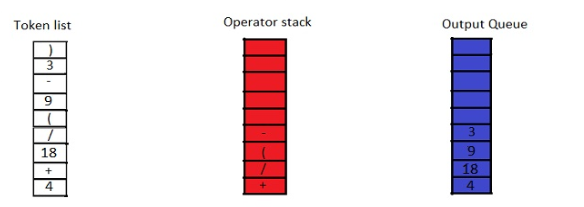 Token list
Operator stack
Output Queue
)
3
-
9
(
/ - 3
18 ( 9
+ / 18
4 + 4